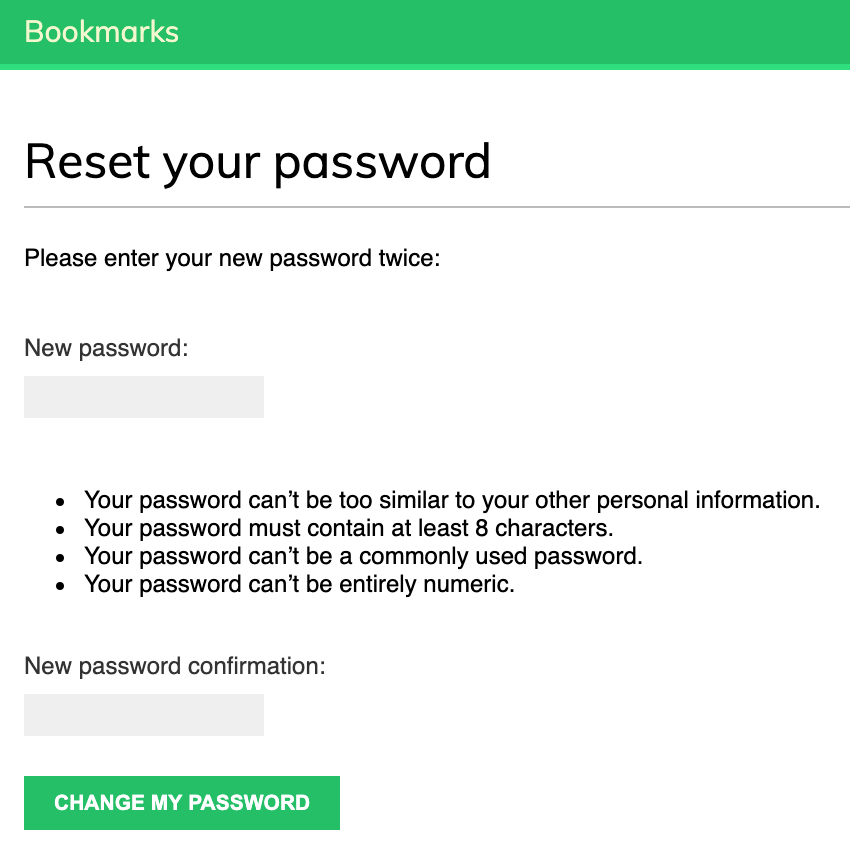 Bookmarks
Reset your password
Please enter your new password twice:
New password:
• Your password can’t be too similar to your other personal information.
• Your password must contain at least 8 characters.
• Your password can’t be a commonly used password.
• Your password can’t be entirely numeric.
New password confirmation:
CHANGE MY PASSWORD